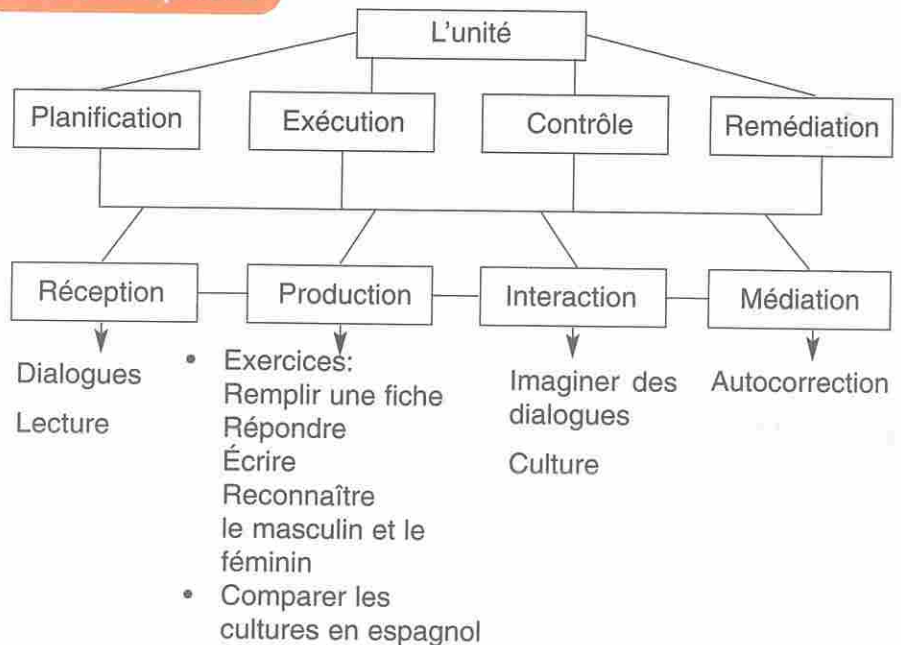 L'unité
Planification
Exécution
Contrôle
Remédiation
Réception
Production
Interaction
Médiation
Dialogues
Lecture
• Exercices:
Remplir une fiche
Répondre
Écrire
Reconnaître
le masculin et le
féminin
• Comparer les
cultures en espagnol
Imaginer des
dialogues
Culture
Autocorrection